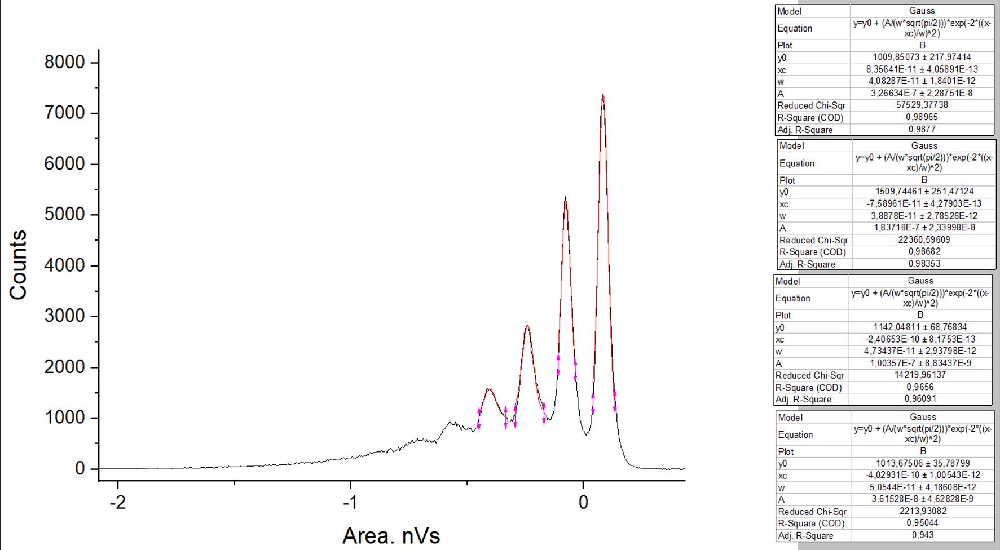 8000
7000
6000
5000
4000
3000
2000
1000
0
Counts
-2 -1 0
Area. nVs
Model Gauss
Equation y=y0 + (A/(w*sqrt(pi/2)))*exp(-2*((x-
xc)/w)^2)
Plot B
y0 1009,85073 ± 217,97414
xc 8,35641E-11 ± 4,05891E-13
w 4,08287E-11 ± 1,8401E-12
A 3,26634E-7 ± 2,28751E-8
Reduced Chi-Sqr 57529,37738
R-Square (COD) 0,98965
Adj. R-Square 0,9877
Model Gauss
Equation y=y0 + (A/(w*sqrt(pi/2)))*exp(-2*((x-
xc)/w)^2)
Plot B
y0 1509,74461 ± 251,47124
xc -7,58961E-11 ± 4,27903E-13
w 3,8878E-11 ± 2,78526E-12
A 1,83718E-7 ± 2,33998E-8
Reduced Chi-Sqr 22360,59609
R-Square (COD) 0,98682
Adj. R-Square 0,98353
Model Gauss
Equation y=y0 + (A/(w*sqrt(pi/2)))*exp(-2*((x-
xc)/w)^2)
Plot B
y0 1142,04811 ± 68,76834
xc -2,40653E-10 ± 8,1753E-13
w 4,73437E-11 ± 2,93798E-12
A 1,00357E-7 ± 8,83437E-9
Reduced Chi-Sqr 14219,96137
R-Square (COD) 0,9656
Adj. R-Square 0,96091
Model Gauss
Equation y=y0 + (A/(w*sqrt(pi/2)))*exp(-2*((x-
xc)/w)^2)
Plot B
y0 1013,67506 ± 35,78799
xc -4,02931E-10 ± 1,00543E-12
w 5,0544E-11 ± 4,18608E-12
A 3,61528E-8 ± 4,62828E-9
Reduced Chi-Sqr 2213,93082
R-Square (COD) 0,95044
Adj. R-Square 0,943